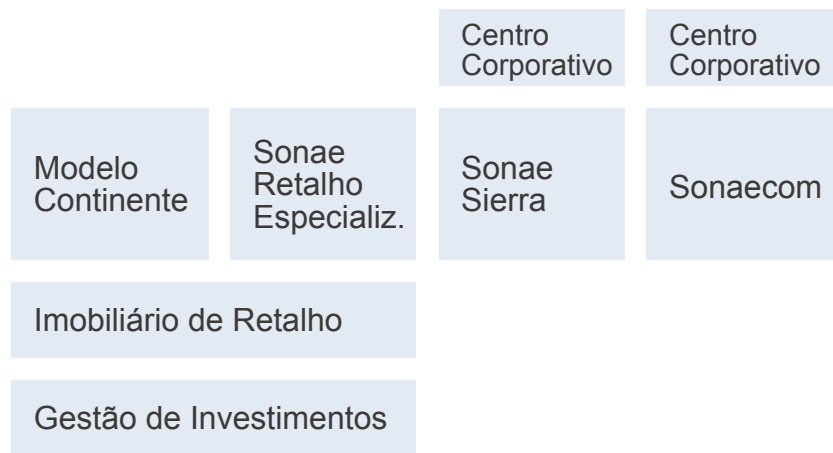 Centro
Corporativo
Centro
Corporativo
Modelo
Continente
Sonae
Retalho
Especializ.
Sonae
Sierra
Sonaecom
Imobiliário de Retalho
Gestão de Investimentos